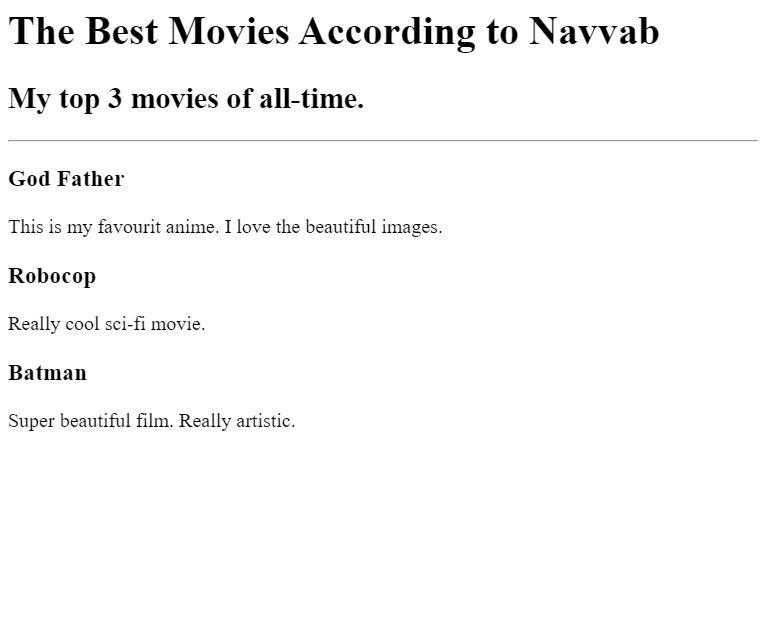 The Best Movies According to Navvab
My top 3 movies of all-time.
God Father
This is my favourit anime. I love the beautiful images.
Robocop
Really cool sci-fi movie.
Batman
Super beautiful film. Really artistic.